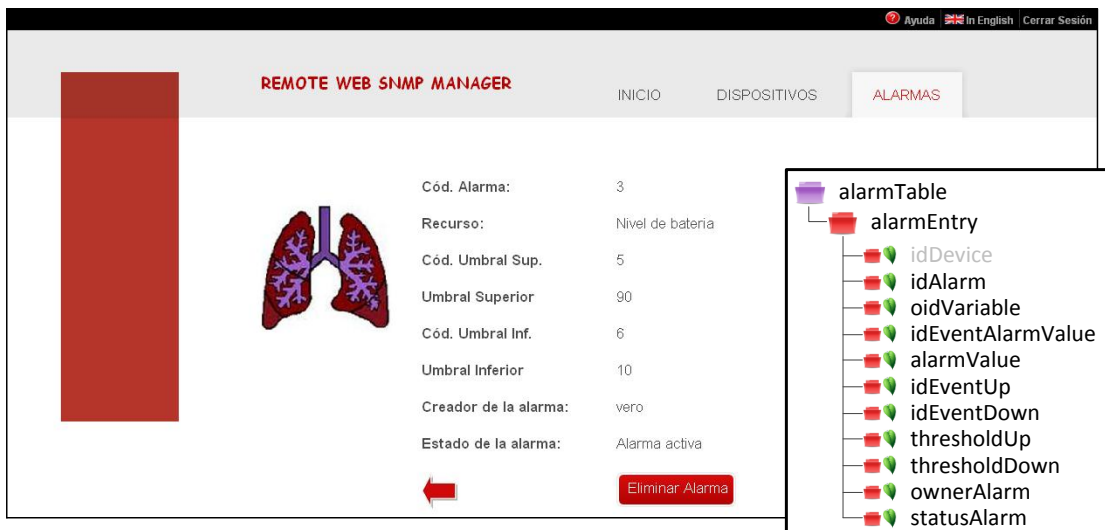 Ayuda In English Cerrar Sesión
REMOTE WEB SNMP MANAGER
INICIO DISPOSITIVOS ALARMAS
Cód. Alarma: 3
Recurso: Nivel de bateria
Cód. Umbral Sup. 5
Umbral Superior 90
Cód. Umbral Inf. 6
Umbral Inferior 10
Creador de la alarma: vero
Estado de la alarma: Alarma activa
Eliminar Alarma
alarmTable
alarmEntry
idDevice
idAlarm
oidVariable
idEventAlarmValue
alarmValue
idEventUp
idEventDown
thresholdUp
thresholdDown
ownerAlarm
statusAlarm